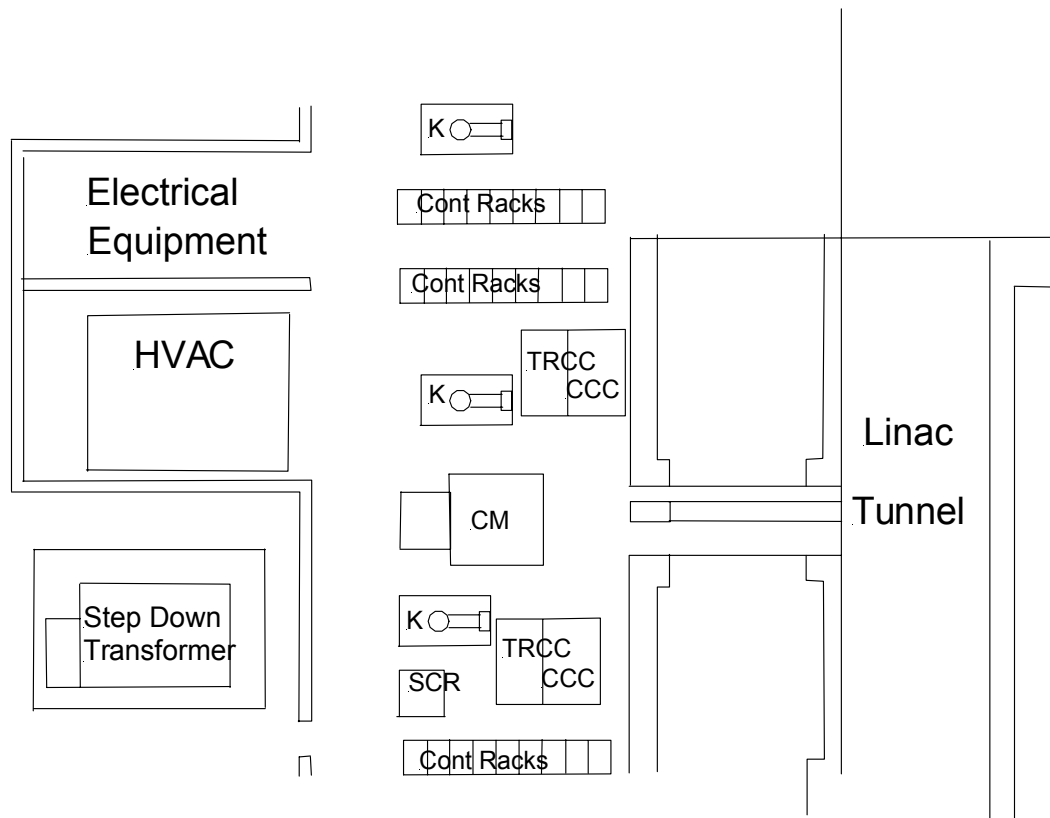 K
Electrical
Equipment
Cont Racks
Cont Racks
HVAC
TRCC
CCC
K
Linac
Tunnel
CM
Step Down
Transformer
K
TRCC
CCC
SCR
Cont Racks